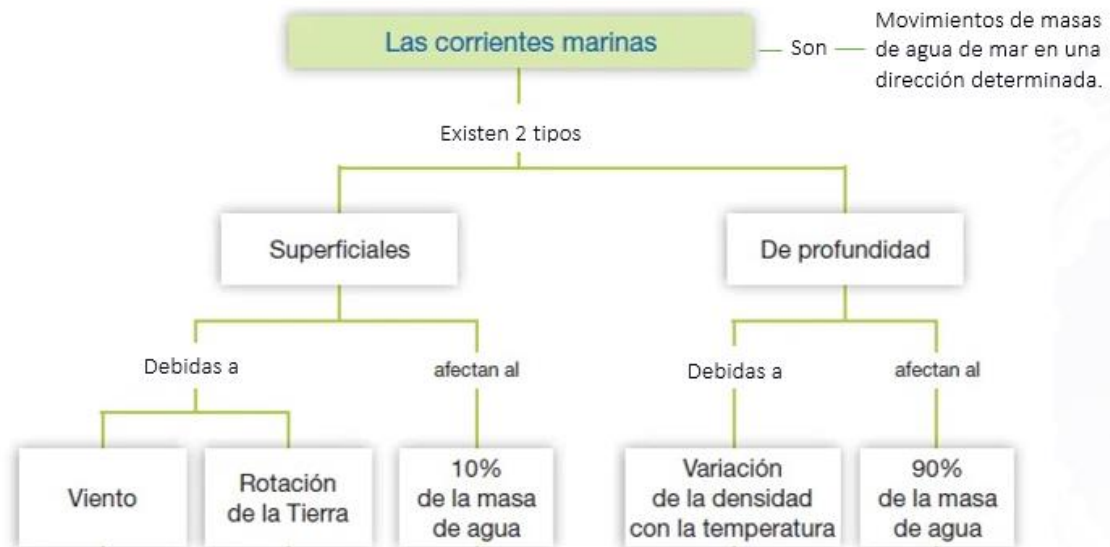 Las corrientes marinas
Son
Movimientos de masas
de agua de mar en una
dirección determinada.
Existen 2 tipos
Superficiales
De profundidad
Debidas a
afectan al
Debidas a
afectan al
Viento
Rotación
de la Tierra
10%
de la masa
de agua
Variación
de la densidad
con la temperatura
90%
de la masa
de agua